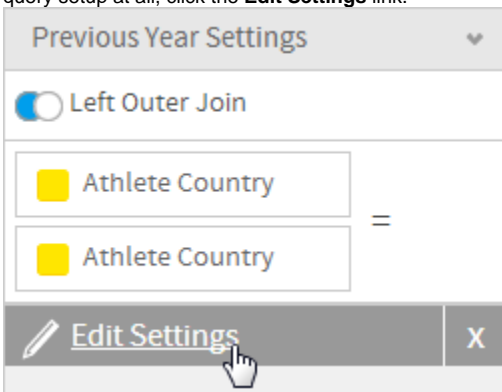 query setup at all, click the Edit Settings link.
Previous Year Settings
Left Outer Join
Athlete Country
=
Athlete Country
Edit Settings X